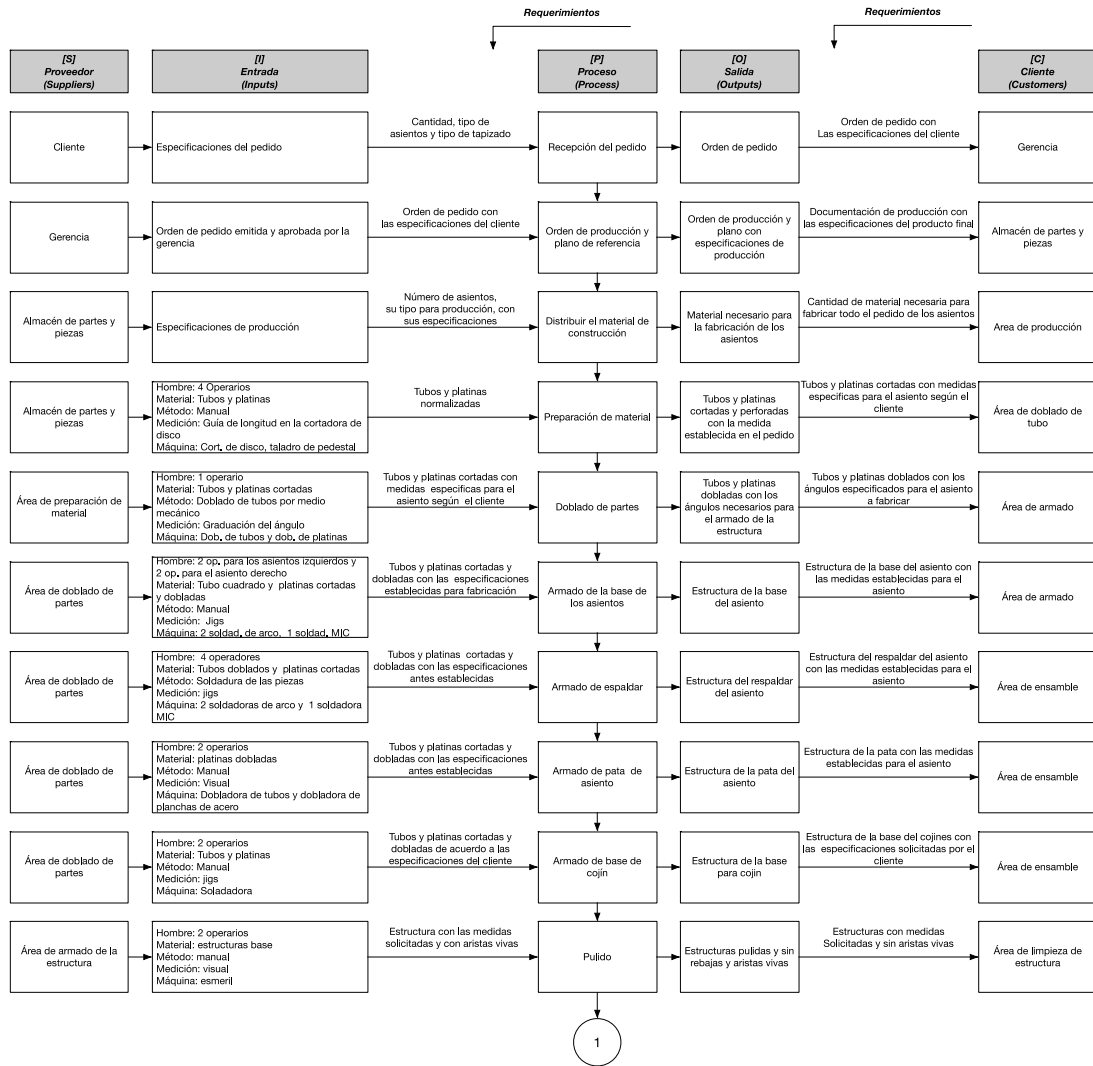 Requerimientos
Requerimientos
[S]
Proveedor
(Suppliers)
[I]
Entrada
(Inputs)
[P]
Proceso
(Process)
[O]
Salida
(Outputs)
[C]
Cliente
(Customers)
Cliente
Especificaciones del pedido
Cantidad, tipo de
asientos y tipo de tapizado
Recepción del pedido
Orden de pedido
Orden de pedido con
Las especificaciones del cliente
Gerencia
Gerencia
Orden de pedido emitida y aprobada por la
gerencia
Orden de pedido con
las especificaciones del cliente
Orden de producción y
plano de referencia
Orden de producción y
plano con
especificaciones de
producción
Documentación de producción con
las especificaciones del producto final
Almacén de partes y
piezas
Almacén de partes y
piezas
Especificaciones de producción
Número de asientos,
su tipo para producción, con
sus especificaciones
Distribuir el material de
construcción
Material necesario para
la fabricación de los
asientos
Cantidad de material necesaria para
fabricar todo el pedido de los asientos
Area de producción
Almacén de partes y
piezas
Hombre: 4 Operarios
Material: Tubos y platinas
Método: Manual
Medición: Guía de longitud en la cortadora de
disco
Máquina: Cort. de disco, taladro de pedestal
Tubos y platinas
normalizadas
Preparación de material
Tubos y platinas
cortadas y perforadas
con la medida
establecida en el pedido
Tubos y platinas cortadas con medidas
especificas para el asiento según el
cliente
Área de doblado de
tubo
Área de preparación de
material
Hombre: 1 operario
Material: Tubos y platinas cortadas
Método: Doblado de tubos por medio
mecánico
Medición: Graduación del ángulo
Máquina: Dob. de tubos y dob. de platinas
Tubos y platinas cortadas con
medidas especificas para el
asiento según el cliente
Doblado de partes
Tubos y platinas
dobladas con los
ángulos necesarios para
el armado de la
estructura
Tubos y platinas doblados con los
ángulos especificados para el asiento
a fabricar
Área de armado
Área de doblado de
partes
Hombre: 2 op. para los asientos izquierdos y
2 op. para el asiento derecho
Material: Tubo cuadrado y platinas cortadas
y dobladas
Método: Manual
Medición: Jigs
Máquina: 2 soldad. de arco, 1 soldad. MIC
Tubos y platinas cortadas y
dobladas con las especificaciones
establecidas para fabricación
Armado de la base de
los asientos
Estructura de la base
del asiento
Estructura de la base del asiento con
las medidas establecidas para el
asiento
Área de armado
Área de doblado de
partes
Hombre: 4 operadores
Material: Tubos doblados y platinas cortadas
Método: Soldadura de las piezas
Medición: jigs
Máquina: 2 soldadoras de arco y 1 soldadora
MIC
Tubos y platinas cortadas y
dobladas con las especificaciones
antes establecidas
Armado de espaldar
Estructura del respaldar
del asiento
Estructura del respaldar del asiento
con las medidas establecidas para el
asiento
Área de ensamble
Área de doblado de
partes
Hombre: 2 operarios
Material: platinas dobladas
Método: Manual
Medición: Visual
Máquina: Dobladora de tubos y dobladora de
planchas de acero
Tubos y platinas cortadas y
dobladas con las especificaciones
antes establecidas
Armado de pata de
asiento
Estructura de la pata del
asiento
Estructura de la pata con las medidas
establecidas para el asiento
Área de ensamble
Área de doblado de
partes
Hombre: 2 operarios
Material: Tubos y platinas
Método: Manual
Medición: jigs
Máquina: Soladadora
Tubos y platinas cortadas y
dobladas de acuerdo a las
especificaciones del cliente
Armado de base de
cojín
Estructura de la base
para cojin
Estructura de la base del cojines con
las especificaciones solicitadas por el
cliente
Área de ensamble
Área de armado de la
estructura
Hombre: 2 operarios
Material: estructuras base
Método: manual
Medición: visual
Máquina: esmeril
Estructura con las medidas
solicitadas y con aristas vivas
Pulido
Estructuras pulidas y sin
rebajas y aristas vivas
Estructuras con medidas
Solicitadas y sin aristas vivas
Área de limpieza de
estructura
1